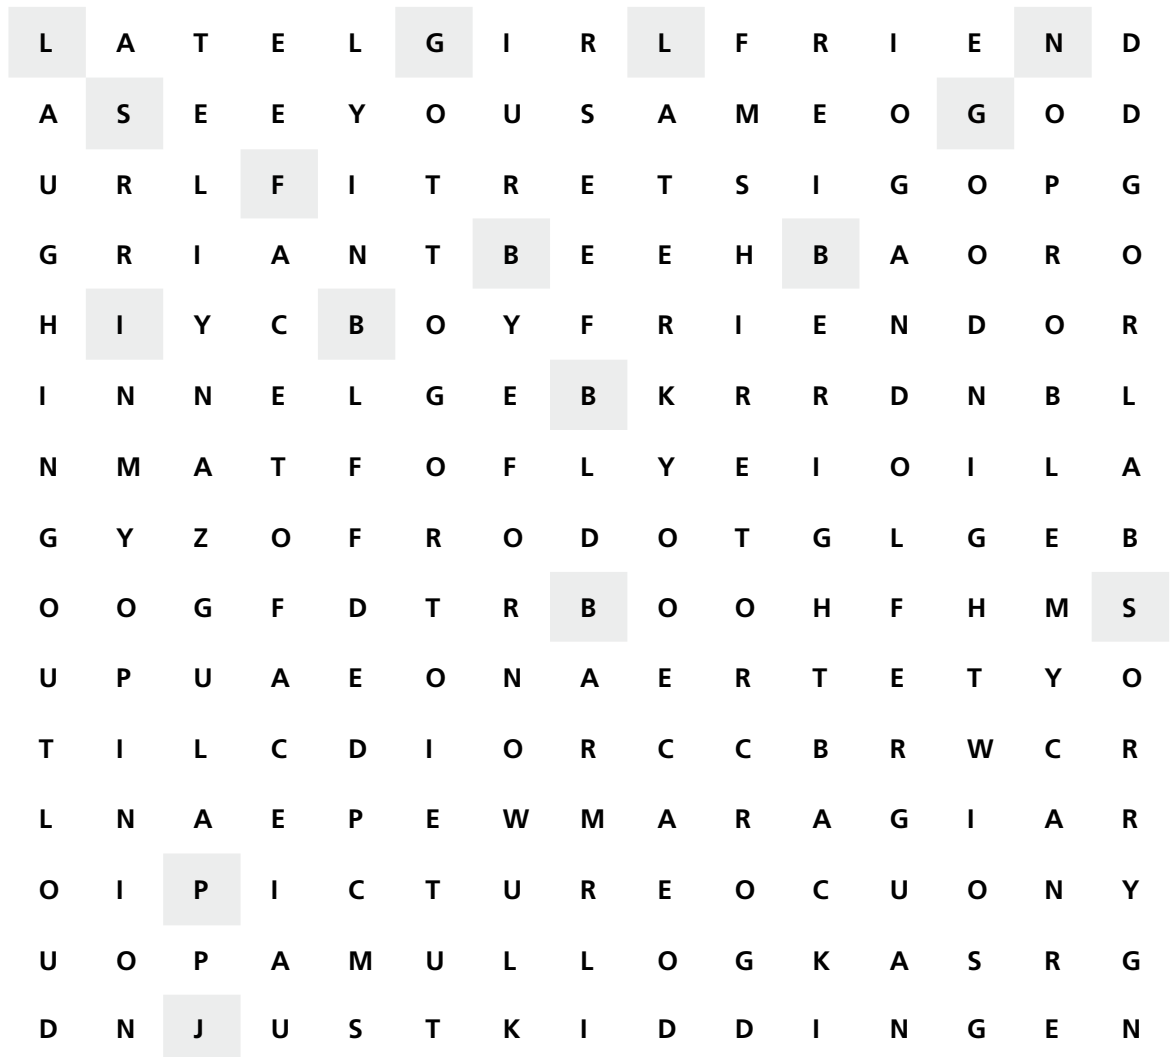 L A T E L G I R L F R I E N D
A S E E Y O U S A M E O G O D
U R L F I T R E T S I G O P G
G R I A N T B E E H B A O R O
H I Y C B O Y F R I E N D O R
I N N E L G E B K R R D N B L
N M A T F O F L Y E I O I L A
G Y Z O F R O D O T G L G E B
O O G F D T R B O O H F H M S
U P U A E O N A E R T E T Y O
T I L C D I O R C C B R W C R
L N A E P E W M A R A G I A R
O I P I C T U R E O C U O N Y
U O P A M U L L O G K A S R G
D N J U S T K I D D I N G E N